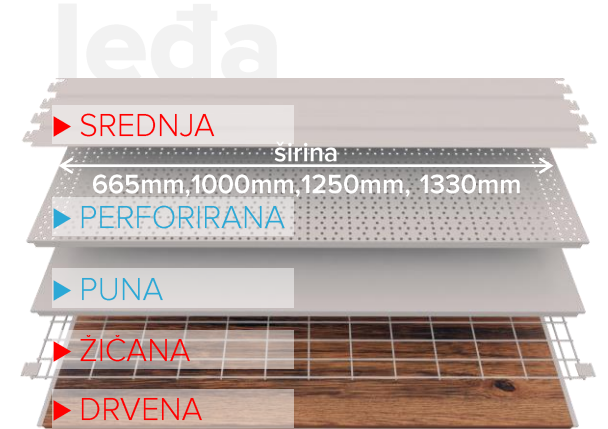 leđa
SREDNJA
širina
665mm,1000mm,1250mm, 1330mm
PERFORIRANA
PUNA
ŽIČANA
DRVENA